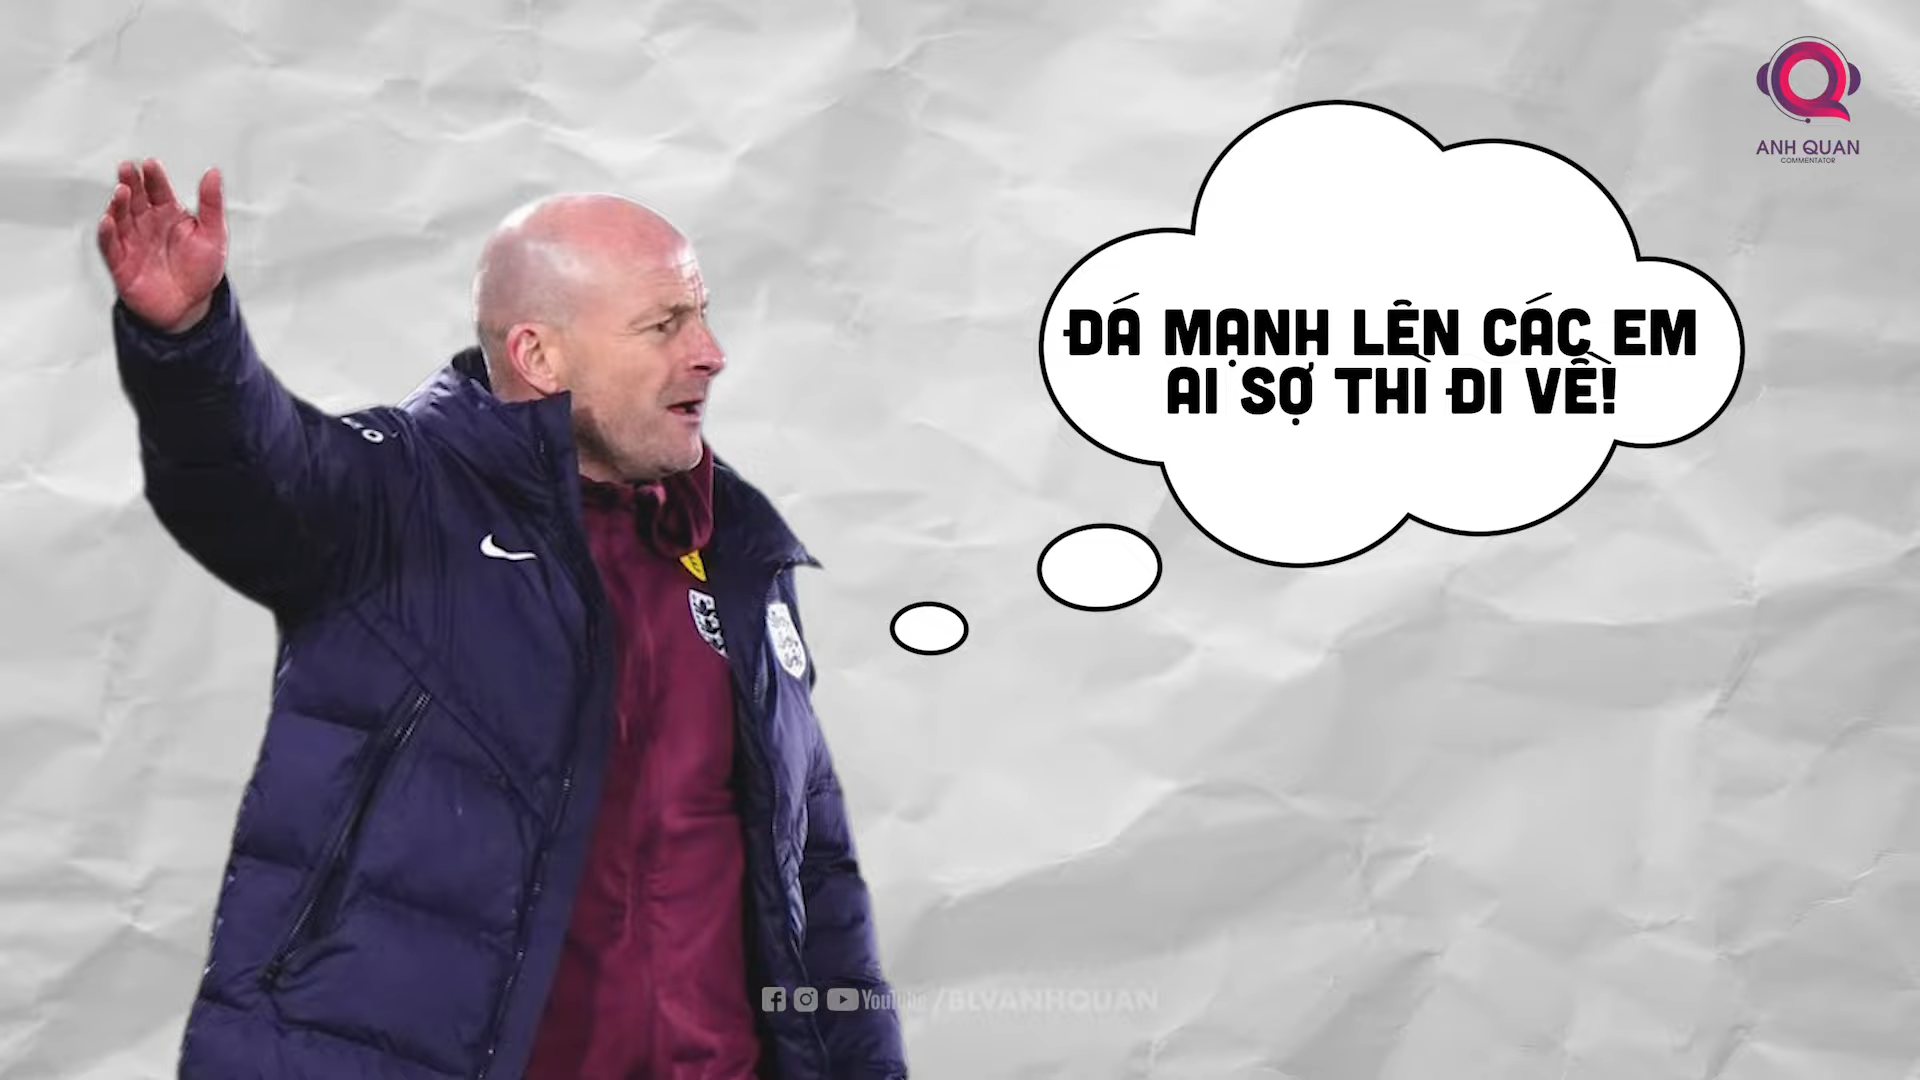 ANH QUAN
COMMENTATOR
ĐÁ MẠNH LÊN CÁC EM
AI SỢ THÌ ĐI VỀ!
YouTube /BLVANHQUAN